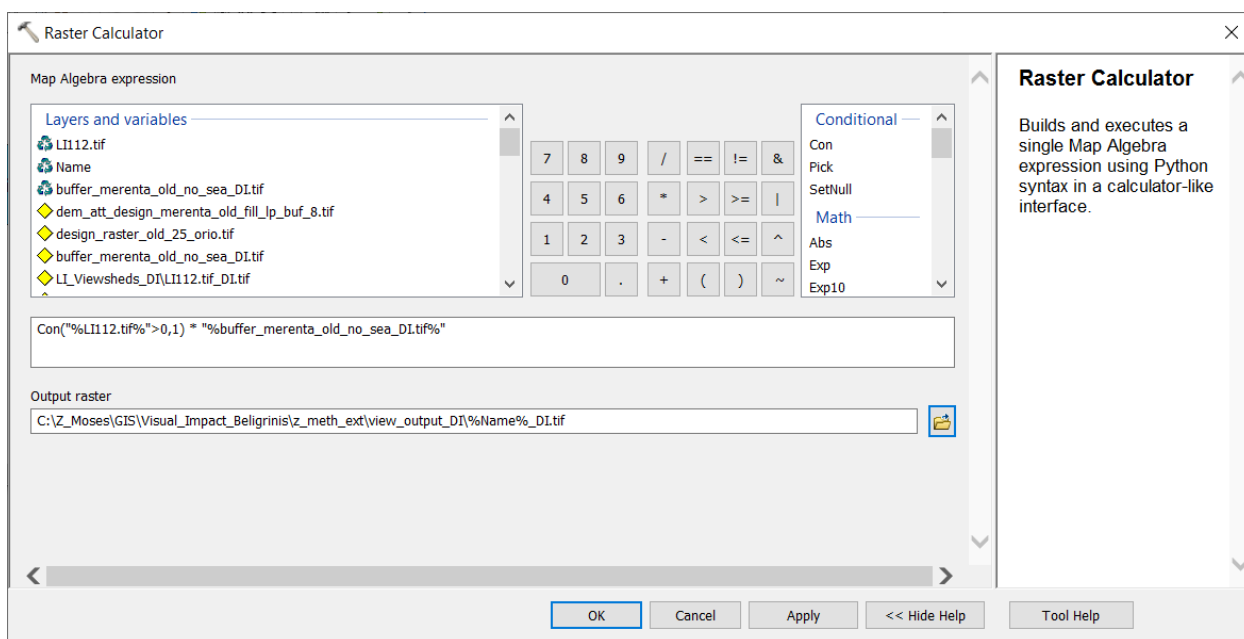 Raster Calculator
Map Algebra expression
Layers and variables
LI112.tif
Name
buffer_merenta_old_no_sea_DI.tif
dem_att_design_merenta_old_fill_lp_buf_8.tif
design_raster_old_25_orio.tif
buffer_merenta_old_no_sea_DI.tif
LI_Viewsheds_DI\LI112.tif_DI.tif
7 8 9 / == != &
4 5 6 * > >= |
1 2 3 - < <= ^
0 . + ( ) ~
Conditional
Con
Pick
SetNull
Math
Abs
Exp
Exp10
Con("%LI112.tif%">0,1) * "%buffer_merenta_old_no_sea_DI.tif%"
Output raster
C:\Z_Moses\GIS\Visual_Impact_Beligrinis\z_meth_ext\view_output_DI\%Name%_DI.tif
OK Cancel Apply << Hide Help Tool Help
Raster Calculator
Builds and executes a
single Map Algebra
expression using Python
syntax in a calculator-like
interface.